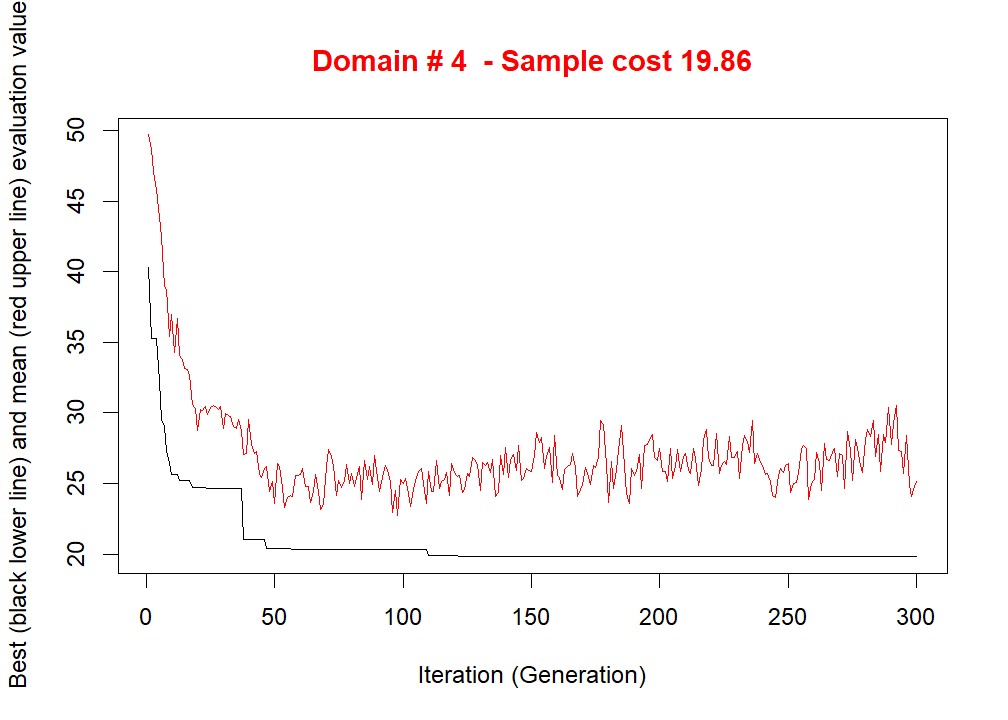 Domain # 4  - Sample cost 19.86
Best (black lower line) and mean (red upper line) evaluation value
50
45
40
35
30
25
20
0 50 100 150 200 250 300
Iteration (Generation)